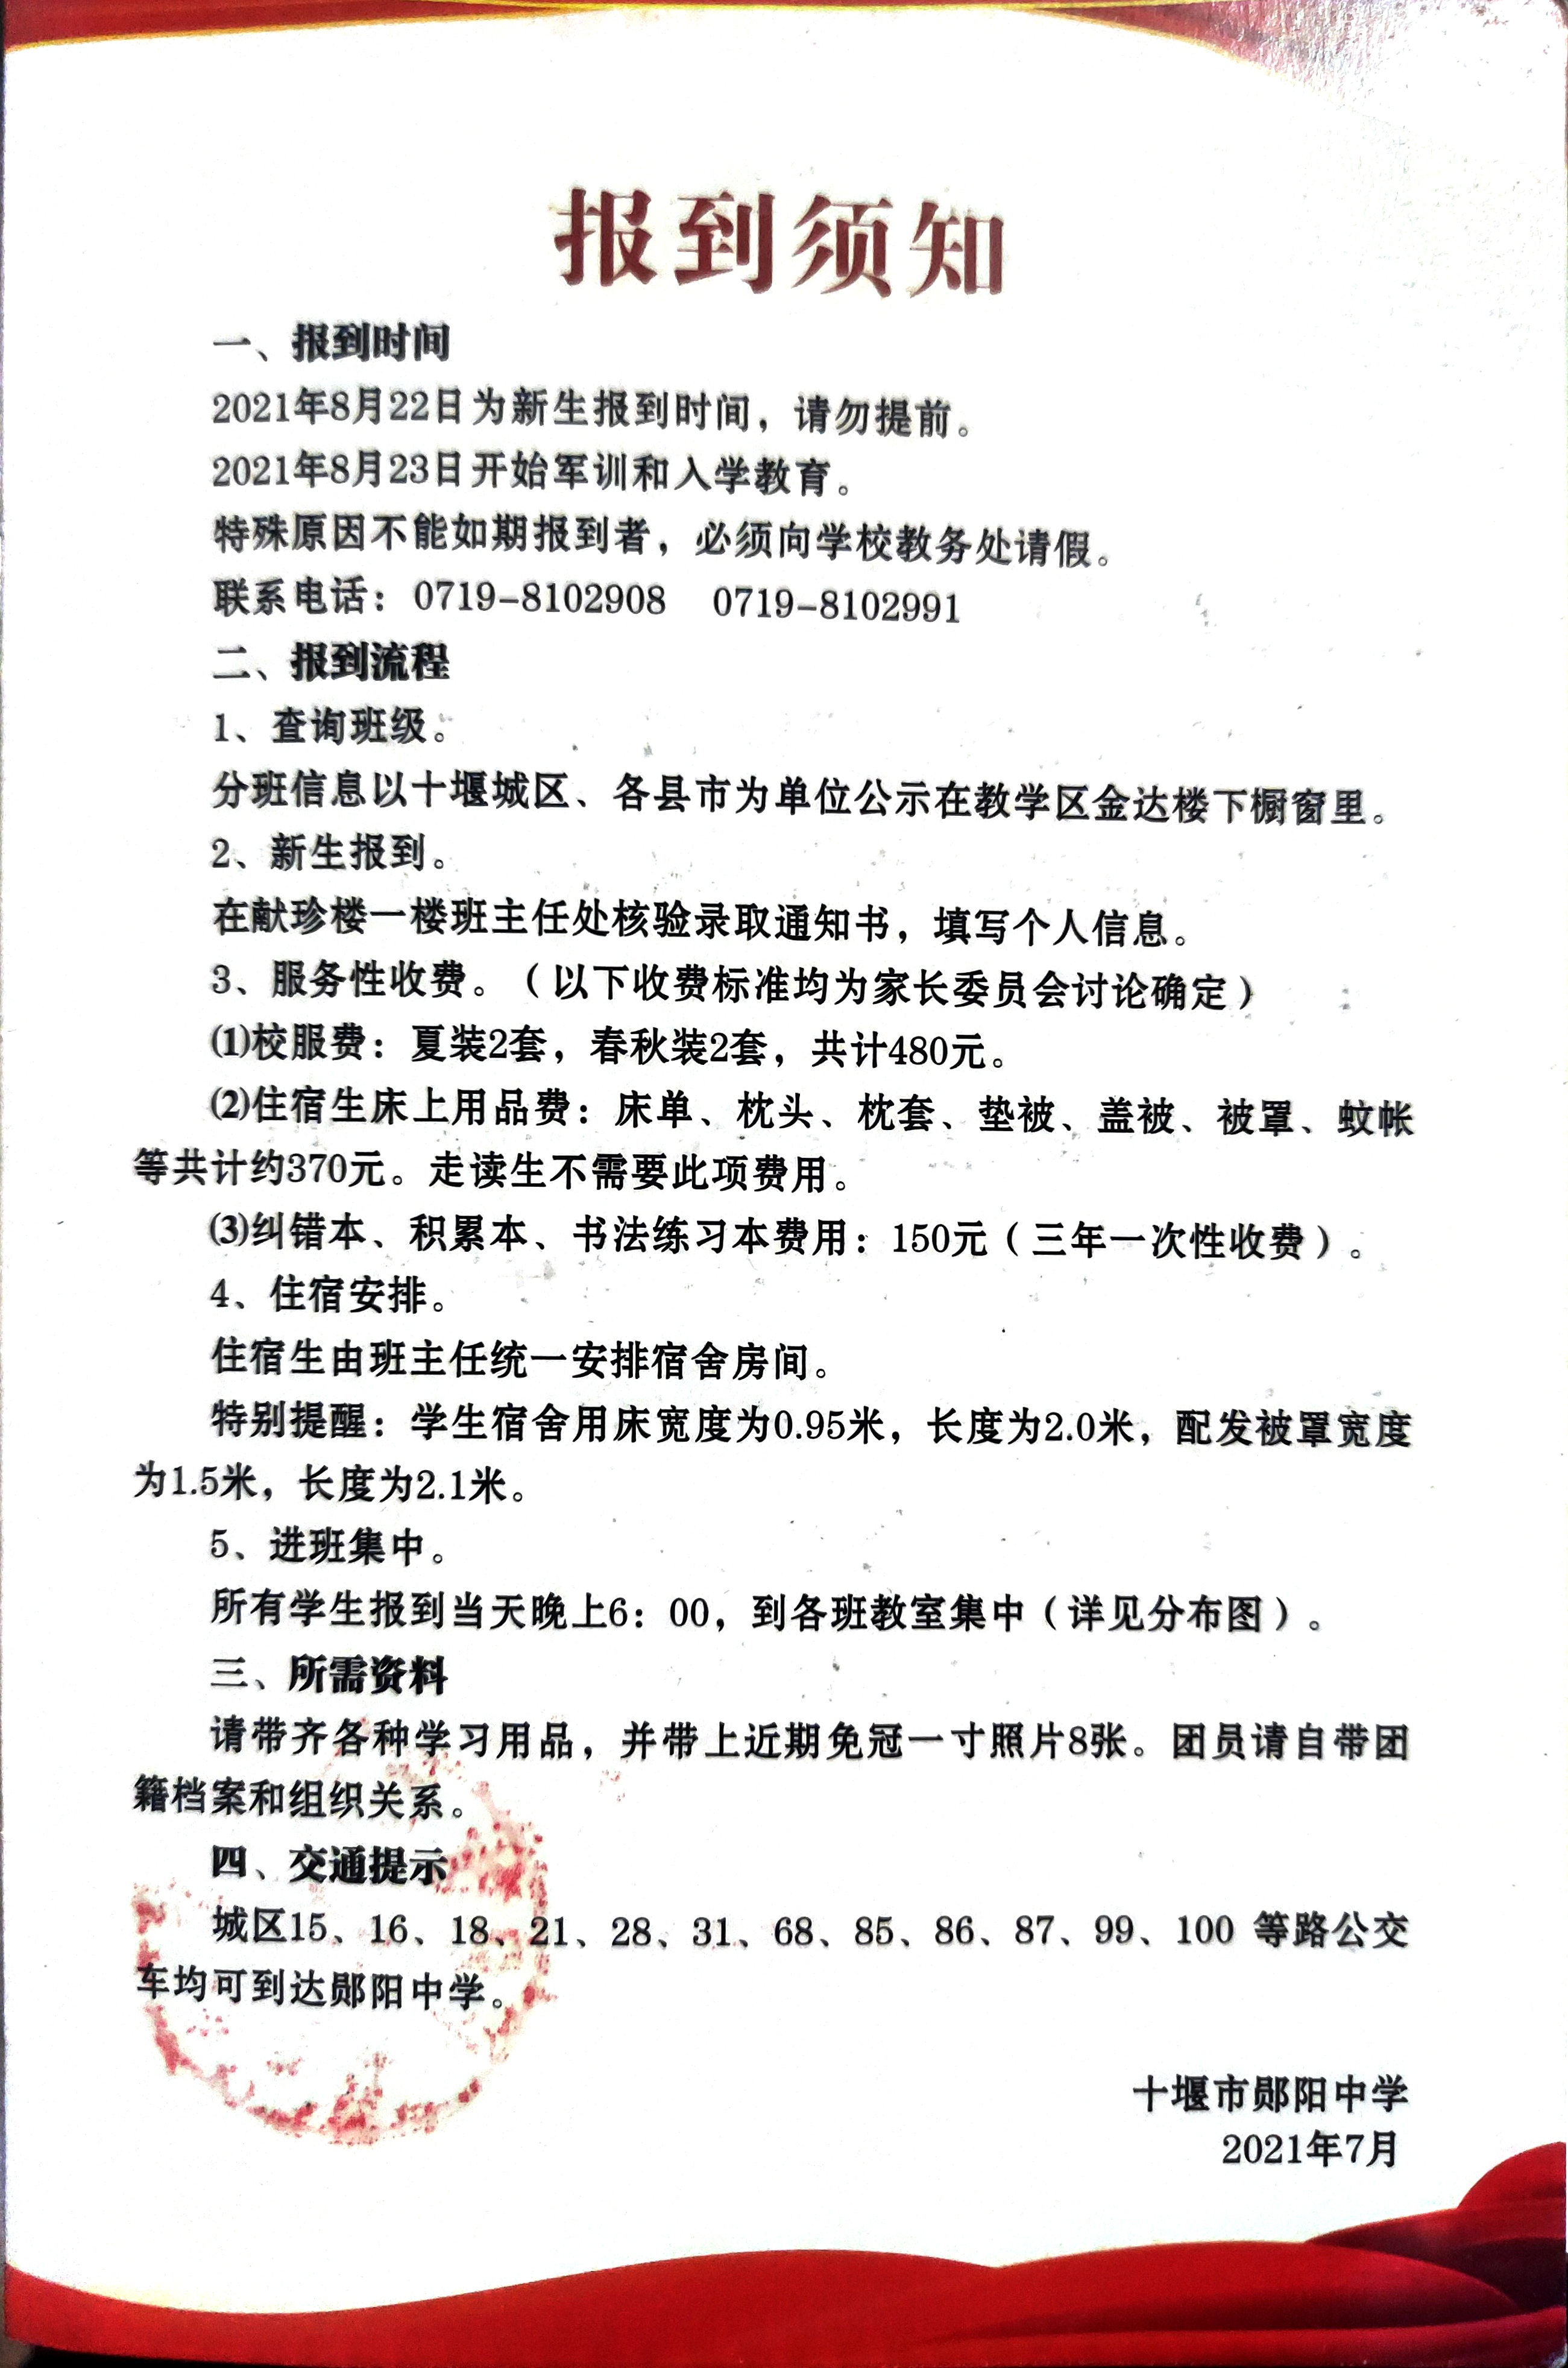 报到须知
一、报到时间
2021年8月22日为新生报到时间，请勿提前。
2021年8月23日开始军训和入学教育。
特殊原因不能如期报到者，必须向学校教务处请假。
联系电话：0719-8102908 0719-8102991
二、报到流程
1、查询班级。
分班信息以十堰城区、各县市为单位公示在教学区金达楼下橱窗里。
2、新生报到。
在献珍楼一楼班主任处核验录取通知书，填写个人信息。
3、服务性收费。（以下收费标准均为家长委员会讨论确定）
⑴校服费：夏装2套，春秋装2套，共计480元。
⑵住宿生床上用品费：床单、枕头、枕套、垫被、盖被、被罩、蚊帐
等共计约370元。走读生不需要此项费用。
⑶纠错本、积累本、书法练习本费用：150元（三年一次性收费）。
4、住宿安排。
住宿生由班主任统一安排宿舍房间。
特别提醒：学生宿舍用床宽度为0.95米，长度为2.0米，配发被罩宽度
为1.5米，长度为2.1米。
5、进班集中。
所有学生报到当天晚上6：00，到各班教室集中（详见分布图）。
三、所需资料
请带齐各种学习用品，并带上近期免冠一寸照片8张。团员请自带团
籍档案和组织关系。
四、交通提示
城区15、16、18、21、28、31、68、85、86、87、99、100 等路公交
车均可到达郧阳中学。
十堰市郧阳中学
2021年7月